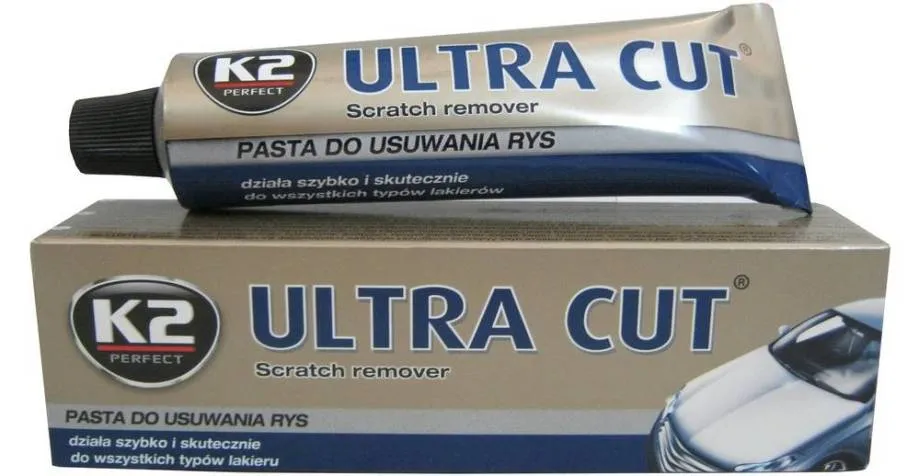 K2
PERFECT
ULTRA CUT®
Scratch remover
PASTA DO USUWANIA RYS
działa szybko i skutecznie
do wszystkich typów lakierów
K2
PERFECT
ULTRA CUT®
Scratch remover
PASTA DO USUWANIA RYS
działa szybko i skutecznie
do wszystkich typów lakieru